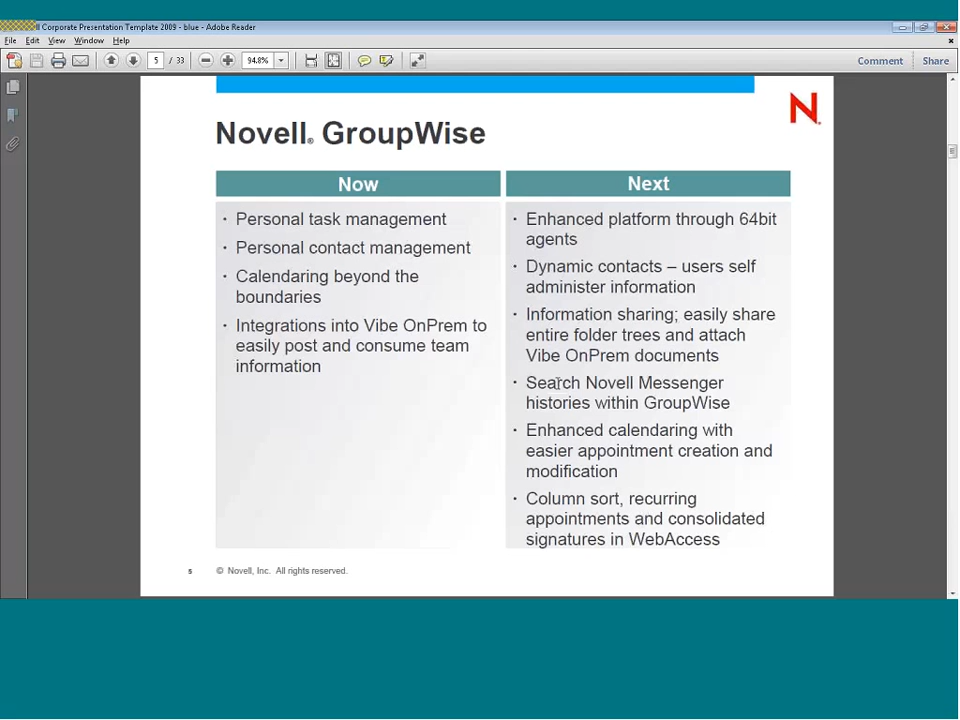 ll Corporate Presentation Template 2009 - blue - Adobe Reader
File Edit View Window Help
5 / 33 94.8% Comment Share
N
Novell® GroupWise
Now
· Personal task management
· Personal contact management
· Calendaring beyond the
boundaries
· Integrations into Vibe OnPrem to
easily post and consume team
information
Next
· Enhanced platform through 64bit
agents
· Dynamic contacts – users self
administer information
· Information sharing; easily share
entire folder trees and attach
Vibe OnPrem documents
· Search Novell Messenger
histories within GroupWise
· Enhanced calendaring with
easier appointment creation and
modification
· Column sort, recurring
appointments and consolidated
signatures in WebAccess
5 © Novell, Inc. All rights reserved.